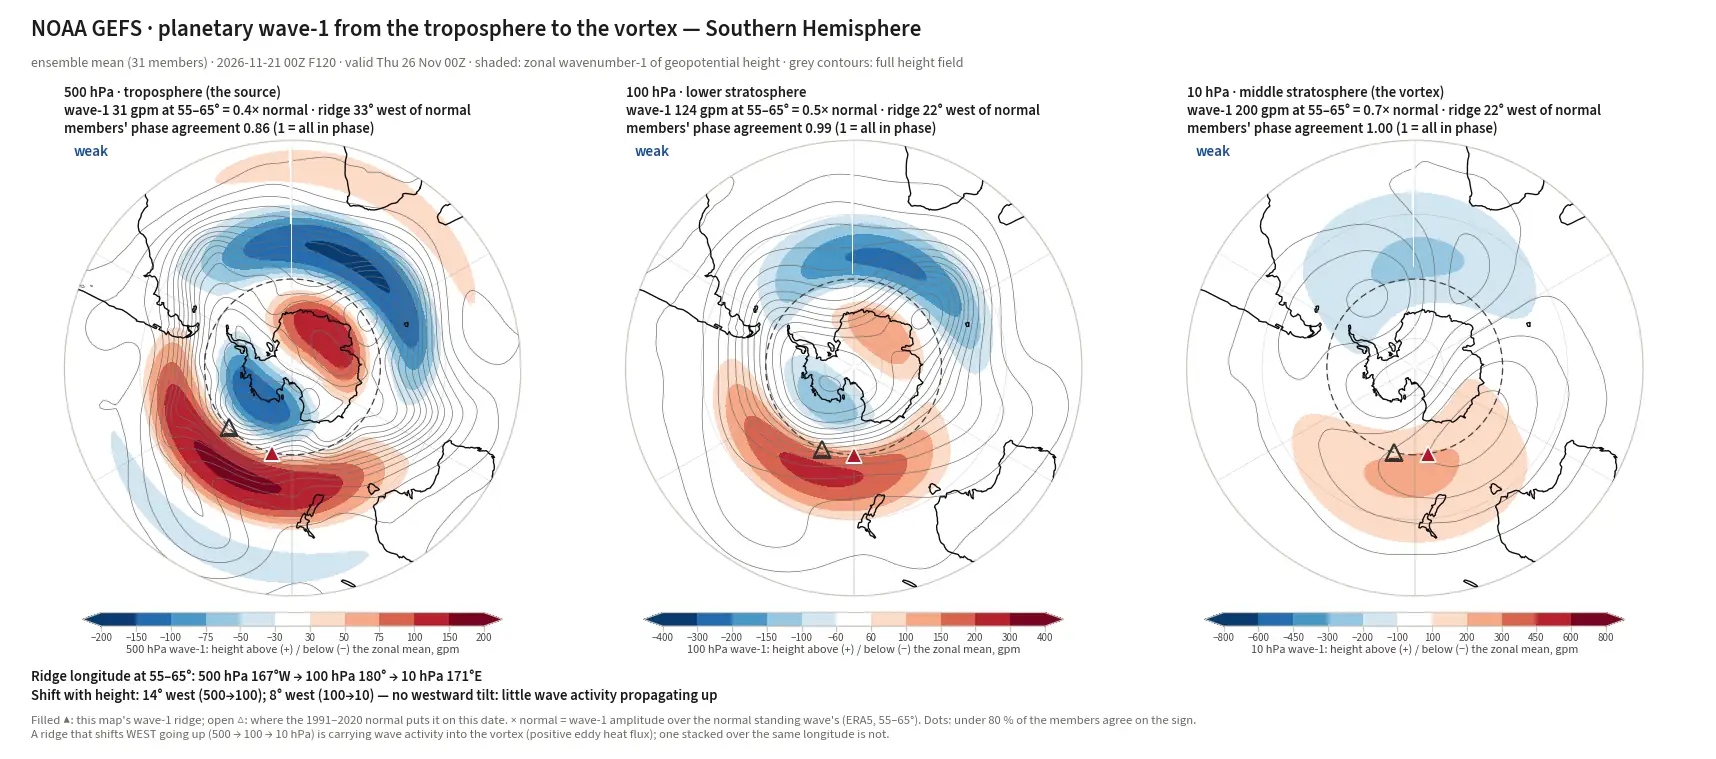 NOAA GEFS · planetary wave-1 from the troposphere to the vortex — Southern Hemisphere
ensemble mean (31 members) · 2026-11-21 00Z F120 · valid Thu 26 Nov 00Z · shaded: zonal wavenumber-1 of geopotential height · grey contours: full height field
500 hPa · troposphere (the source)
wave-1 31 gpm at 55–65° = 0.4× normal · ridge 33° west of normal
members' phase agreement 0.86 (1 = all in phase)
weak
100 hPa · lower stratosphere
wave-1 124 gpm at 55–65° = 0.5× normal · ridge 22° west of normal
members' phase agreement 0.99 (1 = all in phase)
weak
10 hPa · middle stratosphere (the vortex)
wave-1 200 gpm at 55–65° = 0.7× normal · ridge 22° west of normal
members' phase agreement 1.00 (1 = all in phase)
weak
−200 −150 −100 −75 −50 −30 30 50 75 100 150 200
500 hPa wave-1: height above (+) / below (−) the zonal mean, gpm
−400 −300 −200 −150 −100 −60 60 100 150 200 300 400
100 hPa wave-1: height above (+) / below (−) the zonal mean, gpm
−800 −600 −450 −300 −200 −100 100 200 300 450 600 800
10 hPa wave-1: height above (+) / below (−) the zonal mean, gpm
Ridge longitude at 55–65°: 500 hPa 167°W → 100 hPa 180° → 10 hPa 171°E
Shift with height: 14° west (500→100); 8° west (100→10) — no westward tilt: little wave activity propagating up
Filled ▲: this map's wave-1 ridge; open △: where the 1991–2020 normal puts it on this date. × normal = wave-1 amplitude over the normal standing wave's (ERA5, 55–65°). Dots: under 80 % of the members agree on the sign.
A ridge that shifts WEST going up (500 → 100 → 10 hPa) is carrying wave activity into the vortex (positive eddy heat flux); one stacked over the same longitude is not.